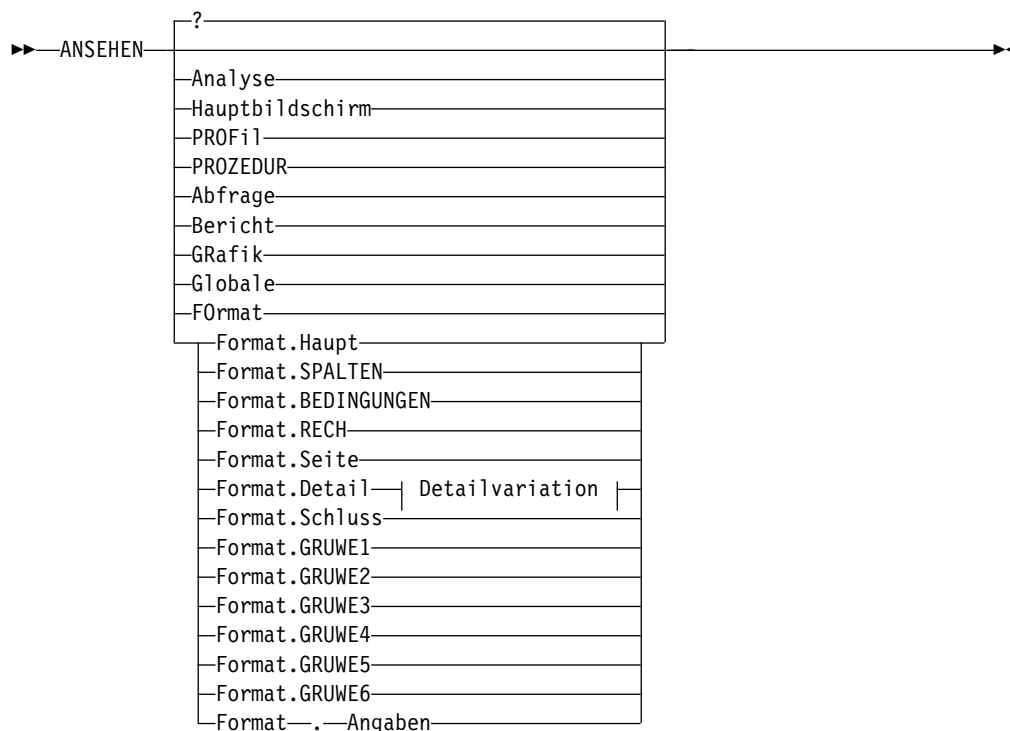 ?
ANSEHEN
Analyse
Hauptbildschirm
PROFil
PROZEDUR
Abfrage
Bericht
GRafik
Globale
FOrmat
Format.Haupt
Format.SPALTEN
Format.BEDINGUNGEN
Format.RECH
Format.Seite
Format.Detail Detailvariation
Format.Schluss
Format.GRUWE1
Format.GRUWE2
Format.GRUWE3
Format.GRUWE4
Format.GRUWE5
Format.GRUWE6
Format . Angaben